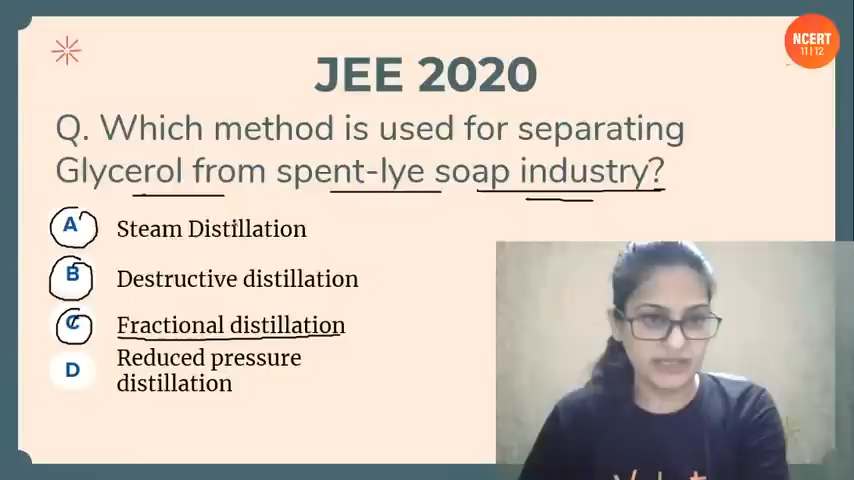 NCERT
11|12
JEE 2020
Q. Which method is used for separating
Glycerol from spent-lye soap industry?
A Steam Distillation
B Destructive distillation
C Fractional distillation
D Reduced pressure
distillation